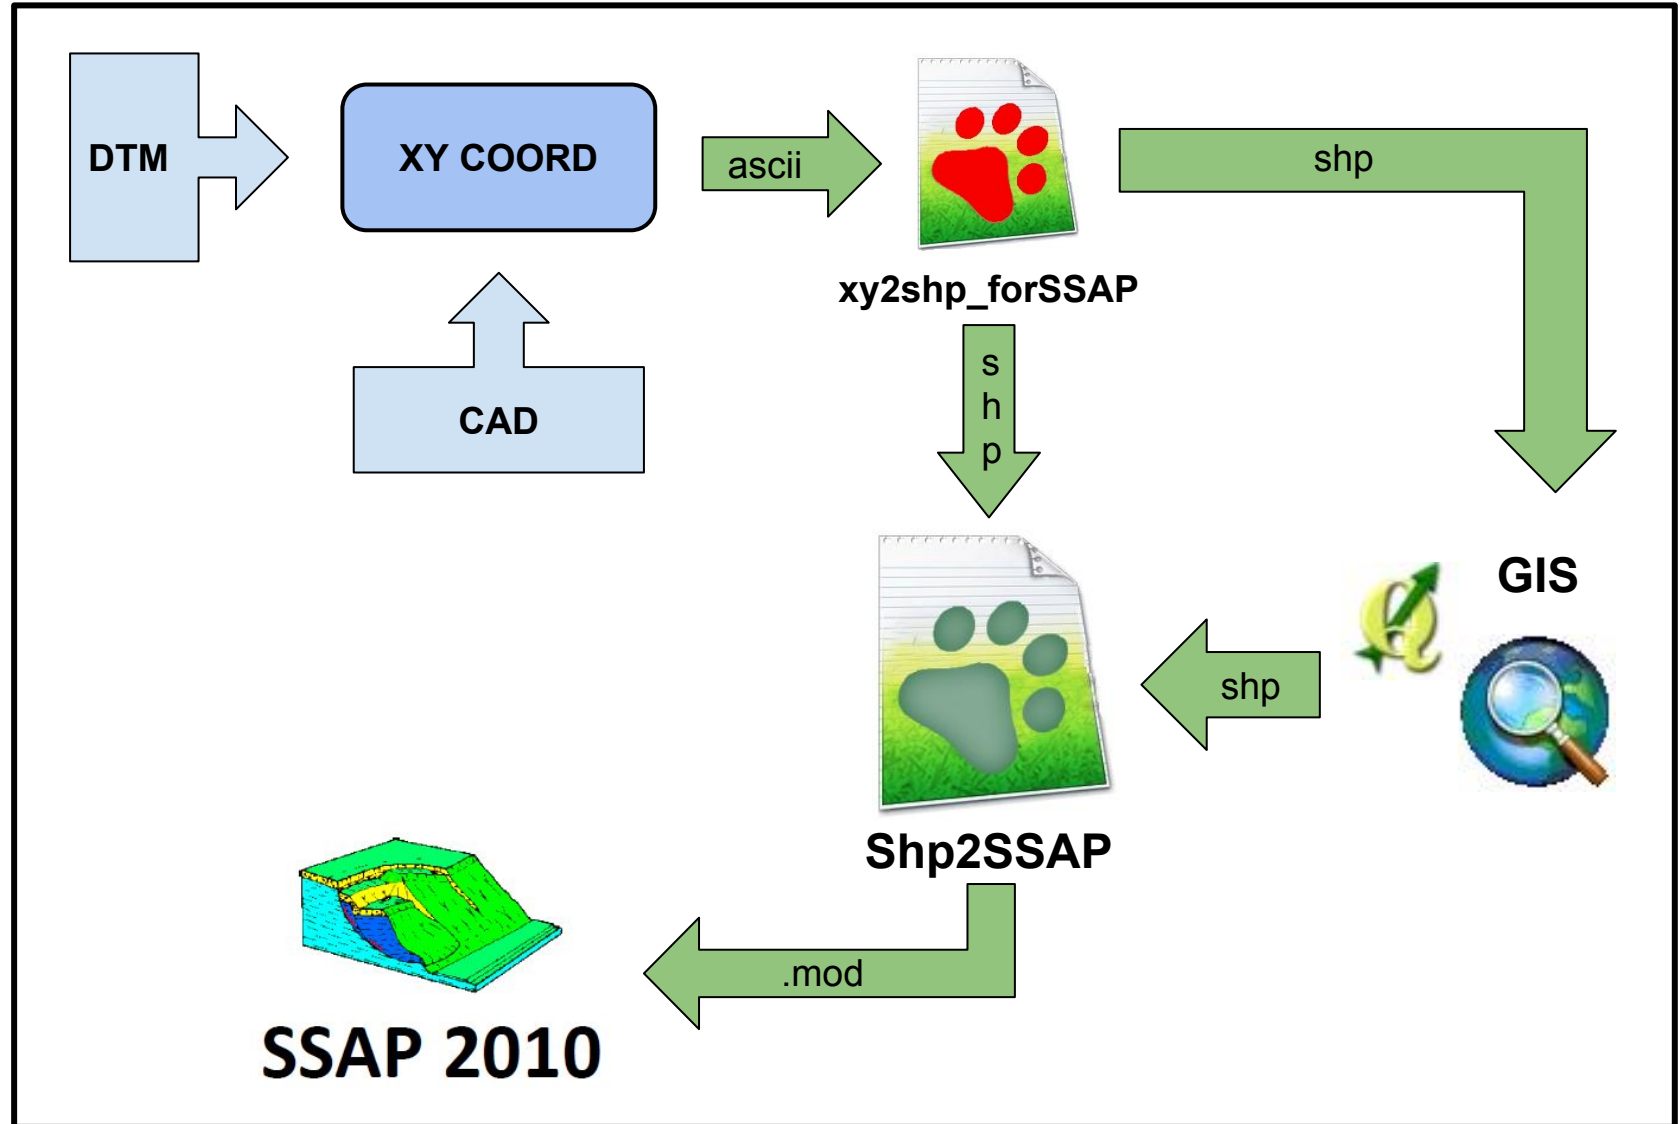 DTM
XY COORD
ascii
shp
xy2shp_forSSAP
CAD
s
h
p
GIS
shp
Shp2SSAP
.mod
SSAP 2010